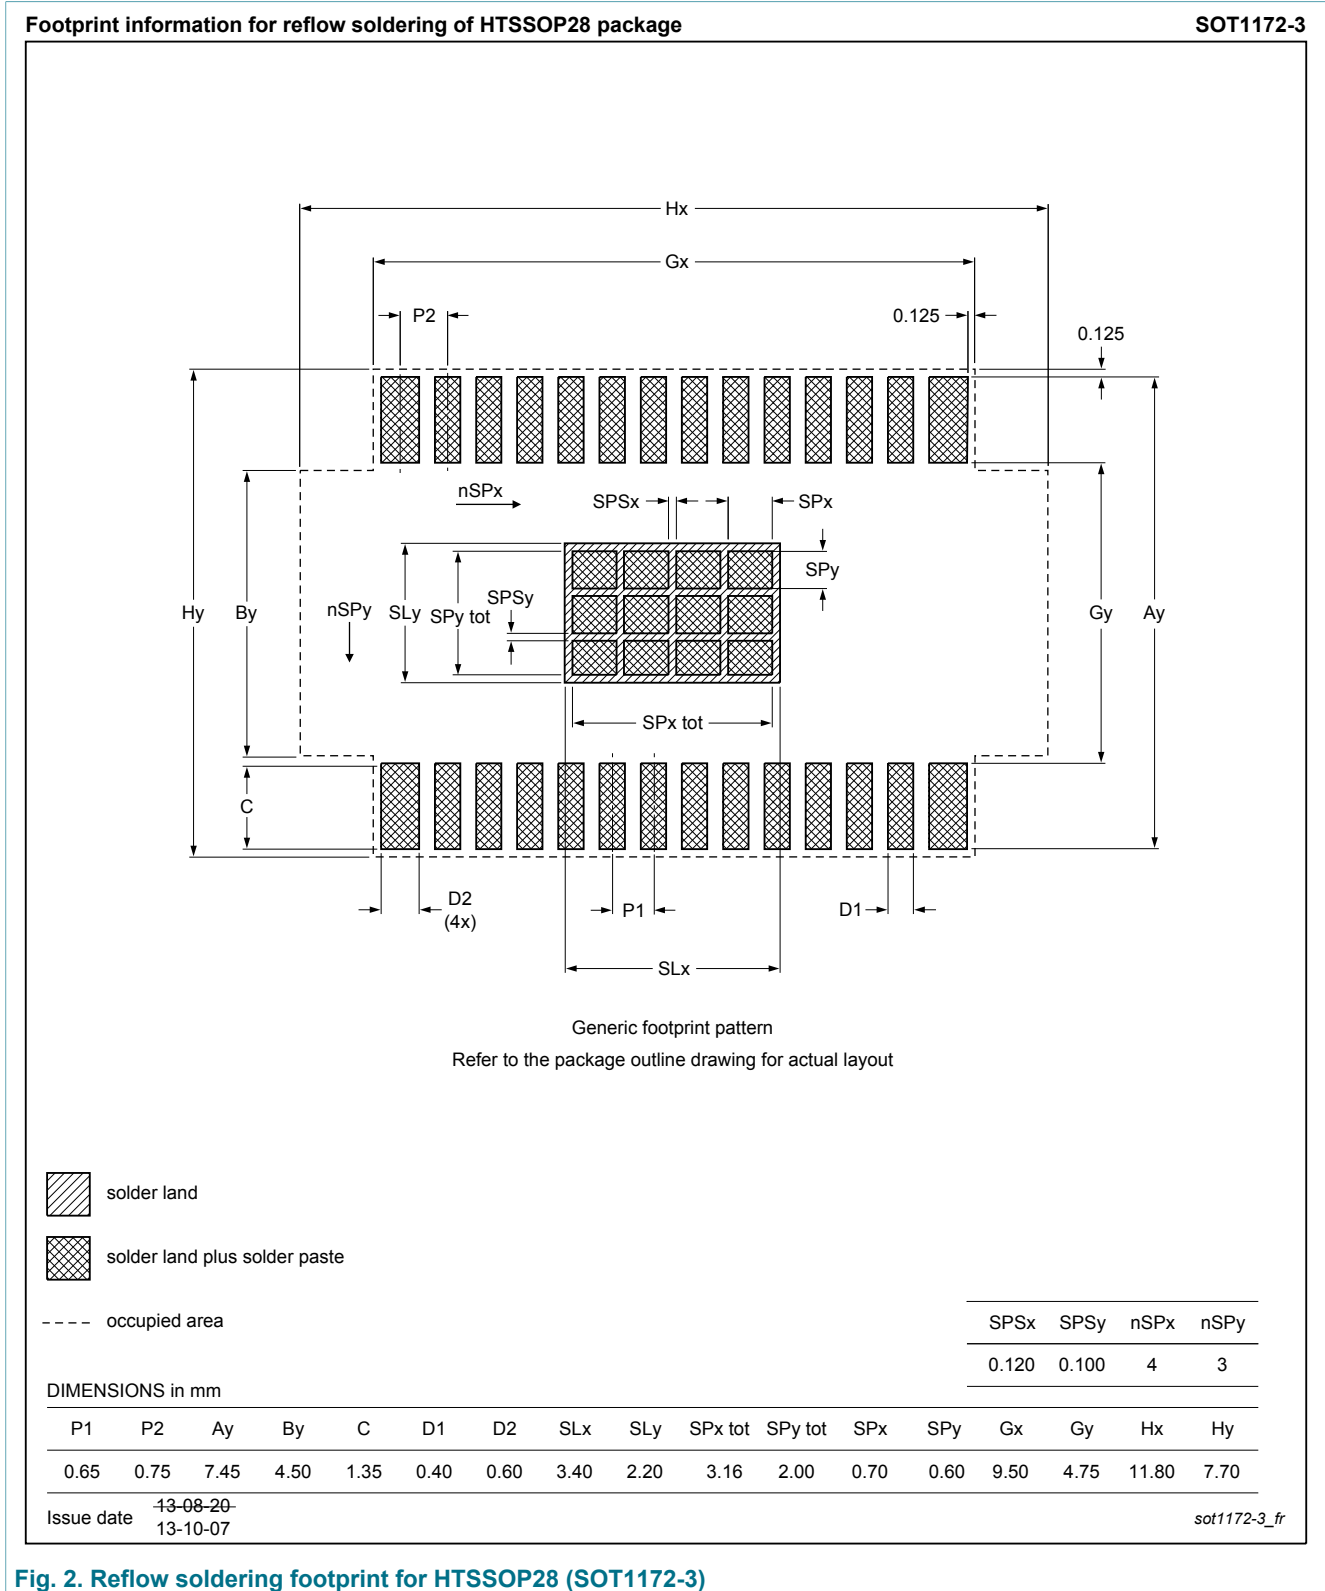 Footprint information for reflow soldering of HTSSOP28 package SOT1172-3
Hx
Gx
P2 0.125
0.125
nSPx SPSx SPx
SPy
SPSy
Hy By nSPy SLy SPy tot Gy Ay
SPx tot
C
D2 P1 D1
(4x)
SLx
Generic footprint pattern
Refer to the package outline drawing for actual layout
solder land
solder land plus solder paste
occupied area
SPSx SPSy nSPx nSPy
0.120 0.100 4 3
DIMENSIONS in mm
P1 P2 Ay By C D1 D2 SLx SLy SPx tot SPy tot SPx SPy Gx Gy Hx Hy
0.65 0.75 7.45 4.50 1.35 0.40 0.60 3.40 2.20 3.16 2.00 0.70 0.60 9.50 4.75 11.80 7.70
Issue date 13-08-20
13-10-07 sot1172-3_fr
Fig. 2. Reflow soldering footprint for HTSSOP28 (SOT1172-3)